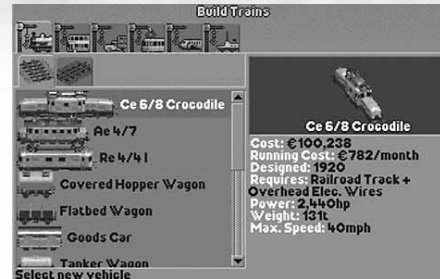 Build Trains
Ce 6/8 Crocodile
Ae 4/7
Re 4/4 I
Covered Hopper Wagon
Flatbed Wagon
Goods Car
Tanker Wagon
Select new vehicle
Ce 6/8 Crocodile
Cost: €100,238
Running Cost: €782/month
Designed: 1920
Requires: Railroad Track +
Overhead Elec. Wires
Power: 2,440hp
Weight: 131t
Max. Speed: 40mph